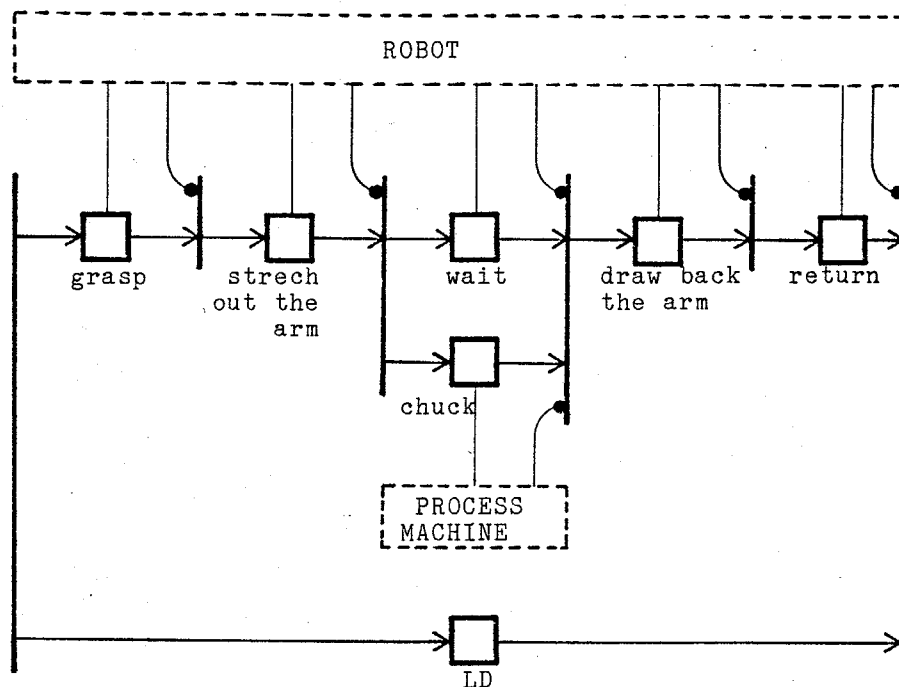 ROBOT
grasp
strech
out the
arm
wait
draw back
the arm
return
chuck
PROCESS
MACHINE
LD